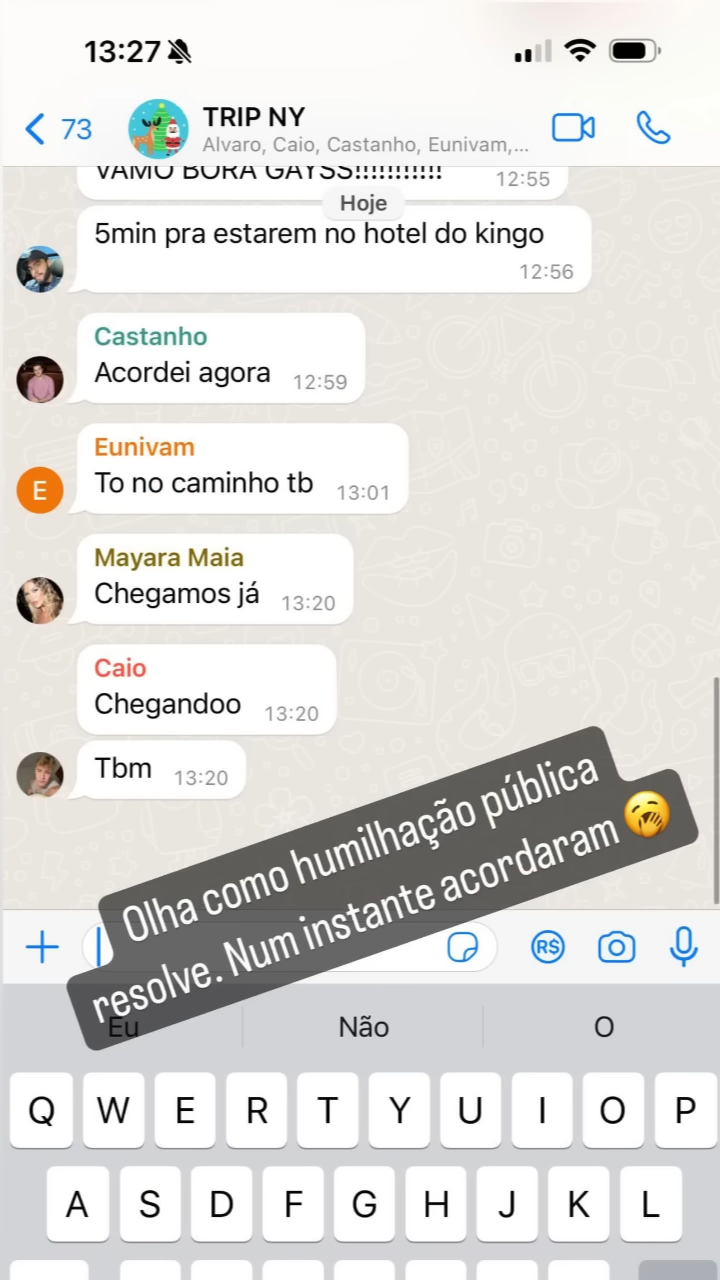 13:27
73
TRIP NY
Alvaro, Caio, Castanho, Eunivam,...
VAMO BORA GAYSS!!!!!!!!!!!
12:55
Hoje
5min pra estarem no hotel do kingo
12:56
Castanho
Acordei agora 12:59
Eunivam
E
To no caminho tb 13:01
Mayara Maia
Chegamos já 13:20
Caio
Chegandoo 13:20
Tbm 13:20
Olha como humilhação pública
resolve. Num instante acordaram 🥱
R$
Eu Não O
Q W E R T Y U I O P
A S D F G H J K L